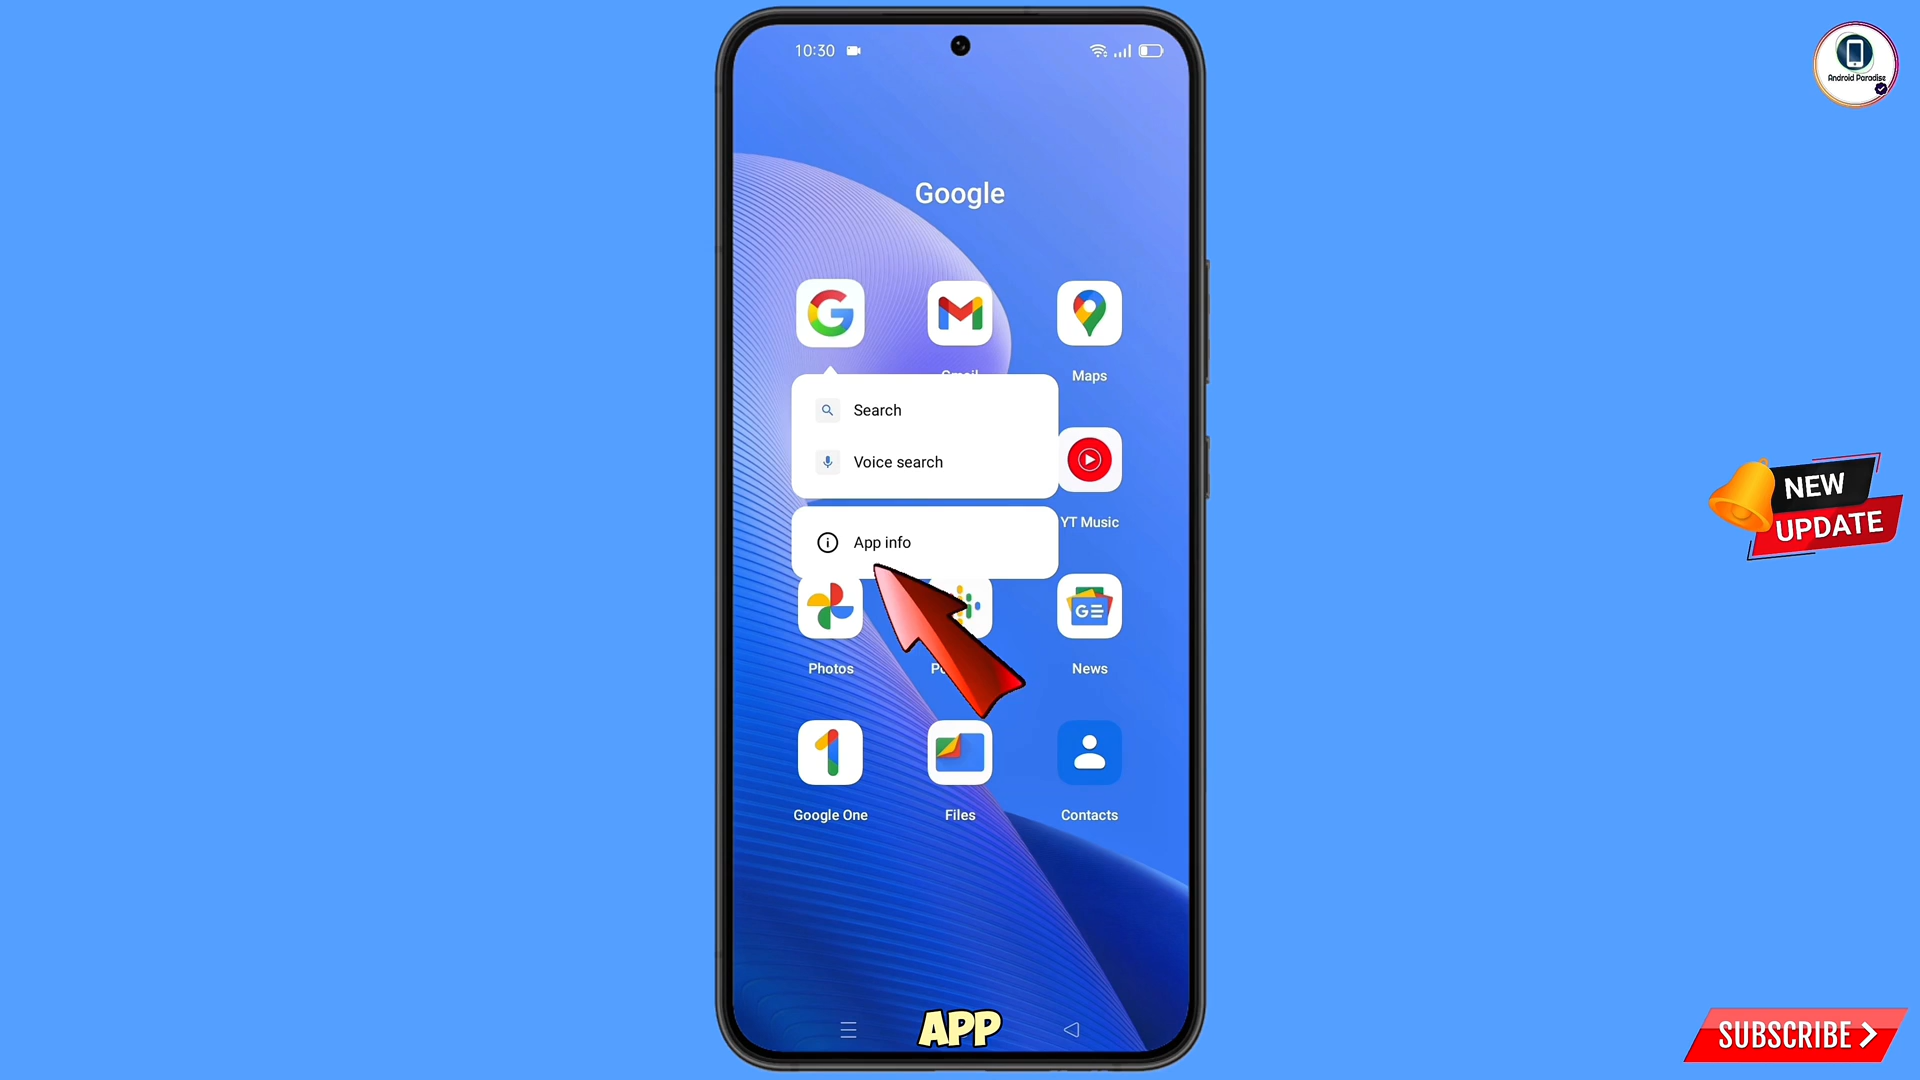 10:30
Android Paradise
Google
Maps
Search
Voice search
YT Music
App info
NEW
UPDATE
Photos
News
Google One
Files
Contacts
APP
SUBSCRIBE